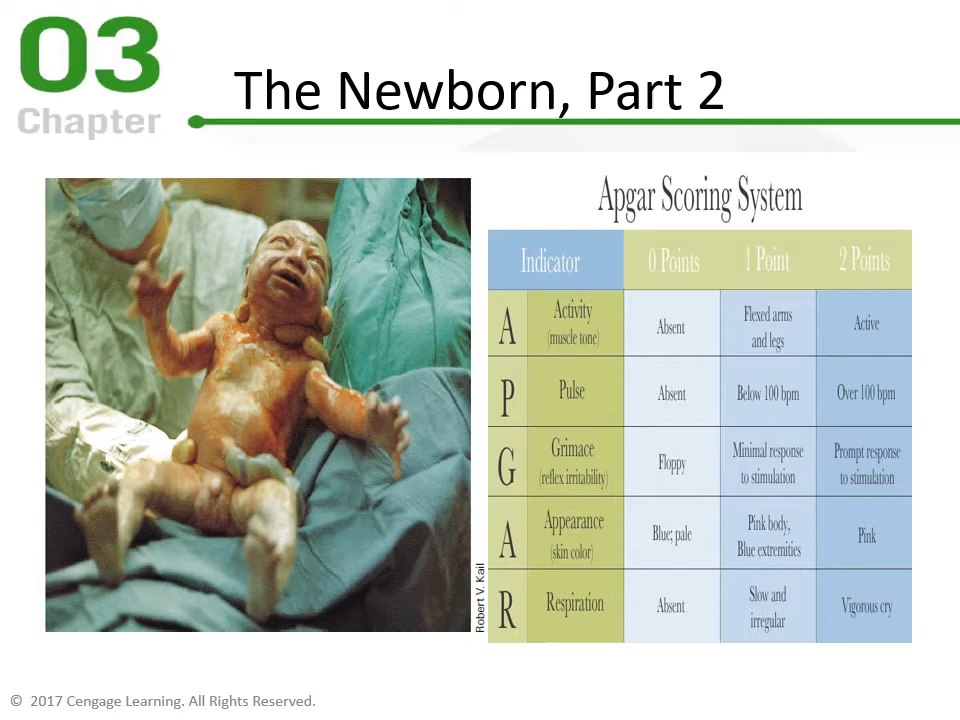 03
Chapter
The Newborn, Part 2
Robert V. Kail
Apgar Scoring System
Indicator 0 Points 1 Point 2 Points
A Activity (muscle tone) Absent Flexed arms and legs Active
P Pulse Absent Below 100 bpm Over 100 bpm
G Grimace (reflex irritability) Floppy Minimal response to stimulation Prompt response to stimulation
A Appearance (skin color) Blue; pale Pink body, Blue extremities Pink
R Respiration Absent Slow and irregular Vigorous cry
© 2017 Cengage Learning. All Rights Reserved.